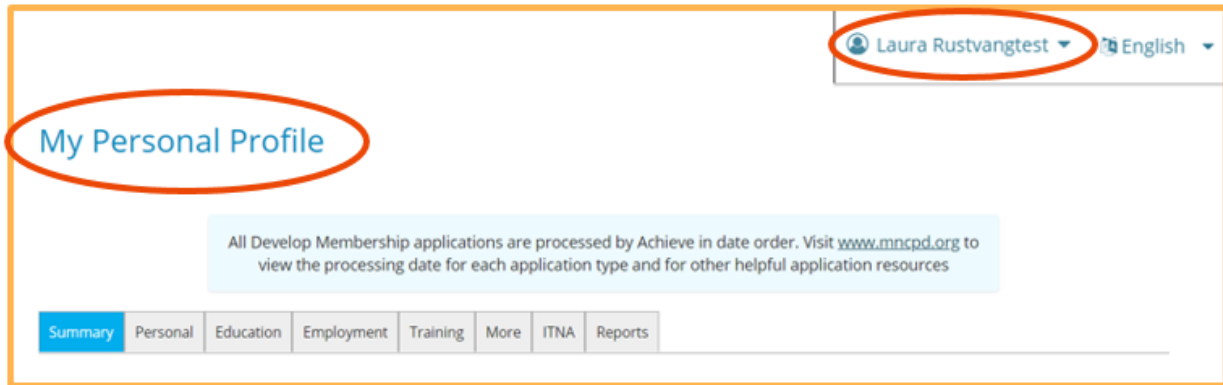 Laura Rustvangtest English
My Personal Profile
All Develop Membership applications are processed by Achieve in date order. Visit www.mncpd.org to
view the processing date for each application type and for other helpful application resources
Summary Personal Education Employment Training More ITNA Reports